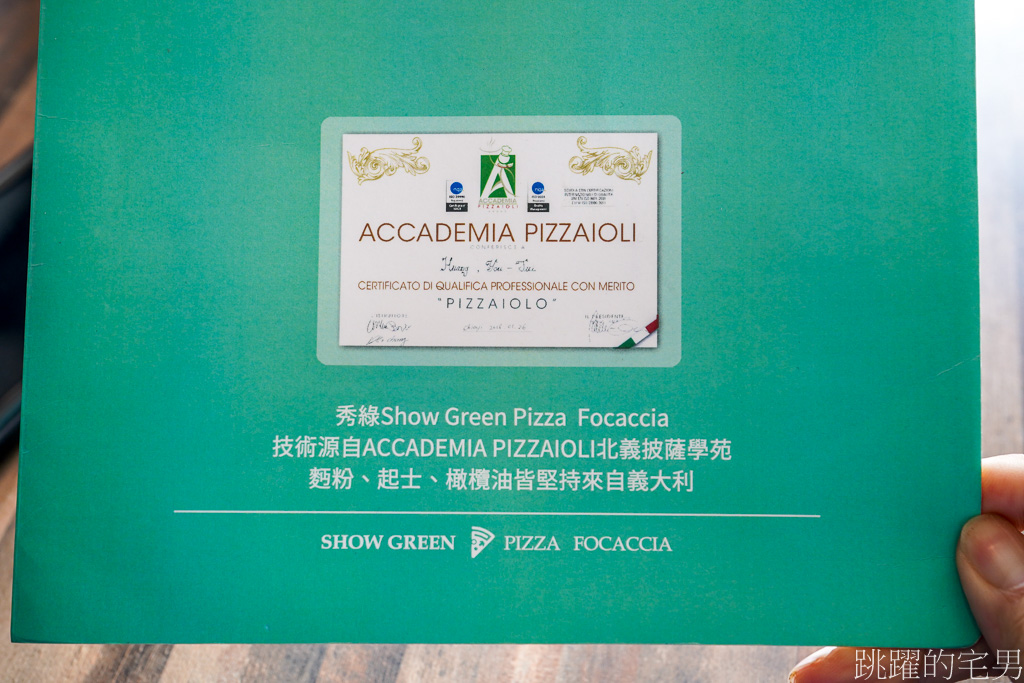 ACCADEMIA
PIZZAIOLI
ACCADEMIA PIZZAIOLI
CONFERISCE A
CERTIFICATO DI QUALIFICA PROFESSIONALE CON MERITO
"PIZZAIOLO"
秀綠Show Green Pizza Focaccia
技術源自ACCADEMIA PIZZAIOLI北義披薩學苑
麵粉、起士、橄欖油皆堅持來自義大利
SHOW GREEN PIZZA FOCACCIA
跳躍的宅男